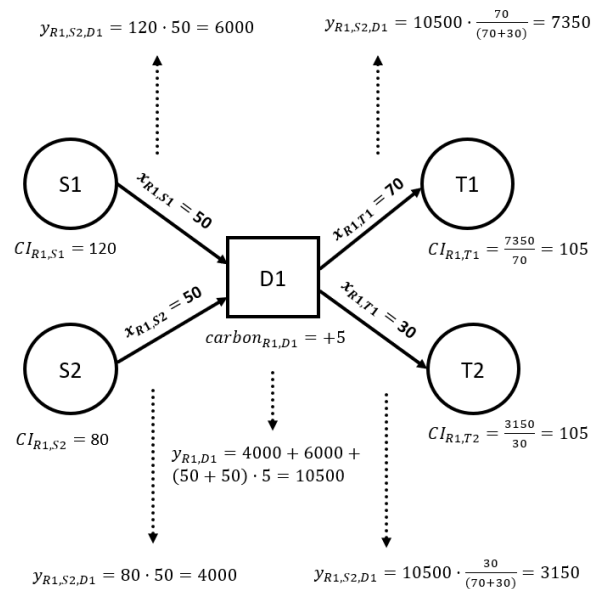 y_{R1,S2,D1} = 120 · 50 = 6000
y_{R1,S2,D1} = 10500 · \frac{70}{(70+30)} = 7350
S1
x_{R1,S1} = 50
x_{R1,T1} = 70
T1
CI_{R1,S1} = 120
CI_{R1,T1} = \frac{7350}{70} = 105
D1
x_{R1,S2} = 50
x_{R1,T1} = 30
carbon_{R1,D1} = +5
S2
T2
CI_{R1,S2} = 80
CI_{R1,T2} = \frac{3150}{30} = 105
y_{R1,D1} = 4000 + 6000 +
(50 + 50) · 5 = 10500
y_{R1,S2,D1} = 80 · 50 = 4000
y_{R1,S2,D1} = 10500 · \frac{30}{(70+30)} = 3150